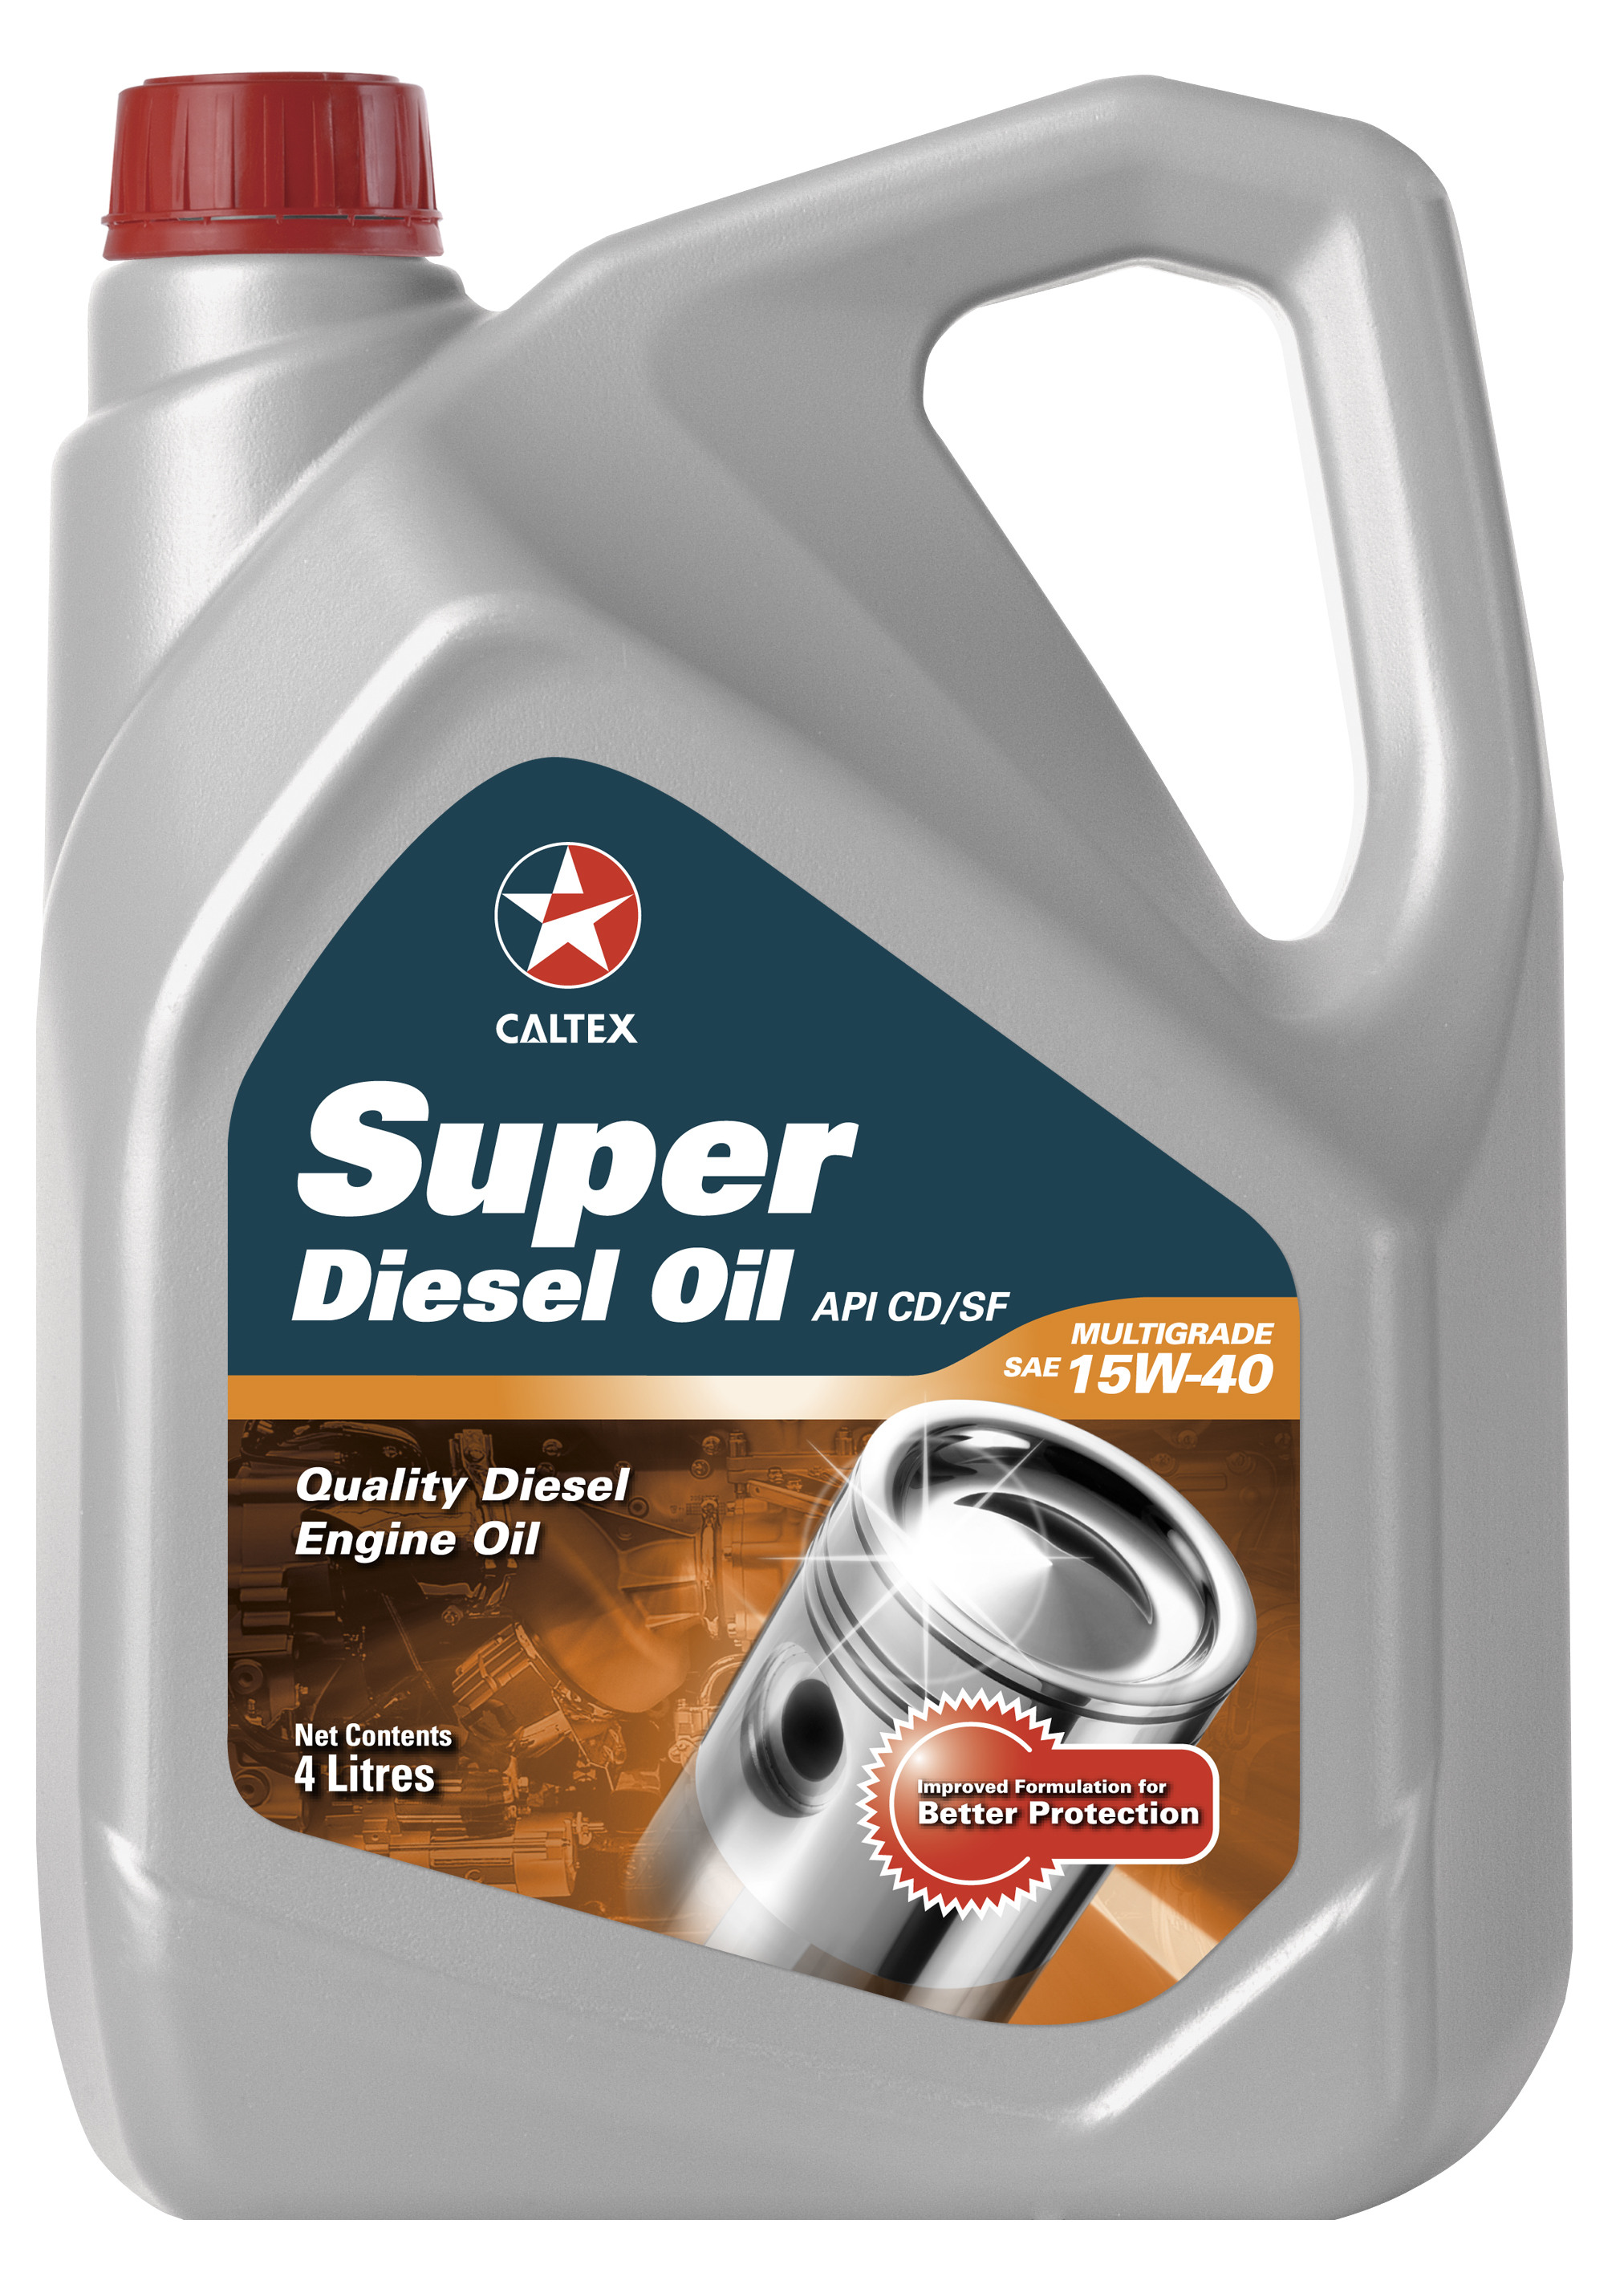 CALTEX
Super
Diesel Oil API CD/SF
MULTIGRADE
SAE 15W-40
Quality Diesel
Engine Oil
Net Contents
4 Litres
Improved Formulation for
Better Protection